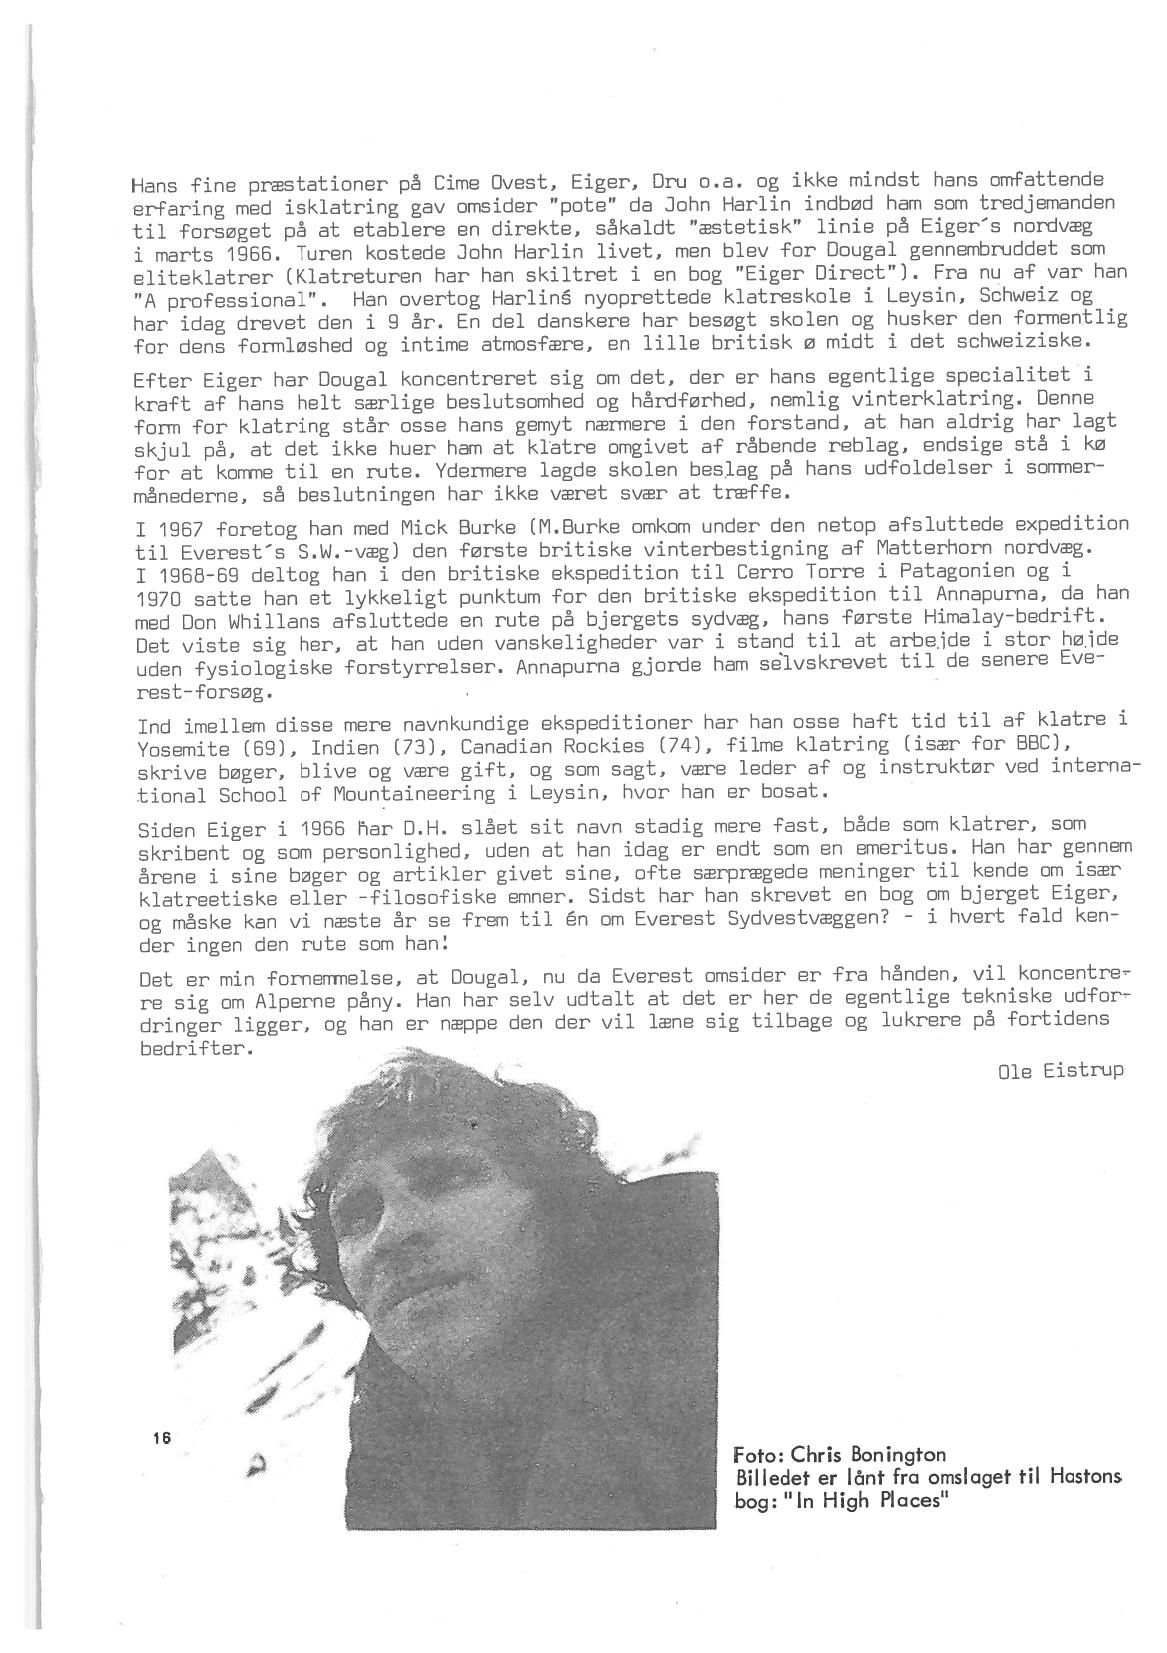 Hans fine præstationer på Cime Ovest, Eiger, Dru o.a. og ikke mindst hans omfattende
erfaring med isklatring gav omsider "pote" da John Harlin indbød ham som tredjemanden
til forsøget på at etablere en direkte, såkaldt "æstetisk" linie på Eiger´s nordvæg
i marts 1966. Turen kostede John Harlin livet, men blev for Dougal gennembruddet som
eliteklatrer (Klatreturen har han skiltret i en bog "Eiger Direct"). Fra nu af var han
"A professional". Han overtog Harlinś nyoprettede klatreskole i Leysin, Schweiz og
har idag drevet den i 9 år. En del danskere har besøgt skolen og husker den formentlig
for dens formløshed og intime atmosfære, en lille britisk ø midt i det schweiziske.
Efter Eiger har Dougal koncentreret sig om det, der er hans egentlige specialitet i
kraft af hans helt særlige beslutsomhed og hårdførhed, nemlig vinterklatring. Denne
form for klatring står osse hans gemyt nærmere i den forstand, at han aldrig har lagt
skjul på, at det ikke huer ham at klatre omgivet af råbende reblag, endsige stå i kø
for at komme til en rute. Ydermere lagde skolen beslag på hans udfoldelser i sommer-
månederne, så beslutningen har ikke været svær at træffe.
I 1967 foretog han med Mick Burke (M.Burke omkom under den netop afsluttede expedition
til Everest´s S.W.-væg) den første britiske vinterbestigning af Matterhorn nordvæg.
I 1968-69 deltog han i den britiske ekspedition til Cerro Torre i Patagonien og i
1970 satte han et lykkeligt punktum for den britiske ekspedition til Annapurna, da han
med Don Whillans afsluttede en rute på bjergets sydvæg, hans første Himalay-bedrift.
Det viste sig her, at han uden vanskeligheder var i stand til at arbejde i stor højde
uden fysiologiske forstyrrelser. Annapurna gjorde ham selvskrevet til de senere Eve-
rest-forsøg.
Ind imellem disse mere navnkundige ekspeditioner har han osse haft tid til af klatre i
Yosemite (69), Indien (73), Canadian Rockies (74), filme klatring (især for BBC),
skrive bøger, blive og være gift, og som sagt, være leder af og instruktør ved interna-
tional School of Mountaineering i Leysin, hvor han er bosat.
Siden Eiger i 1966 har D.H. slået sit navn stadig mere fast, både som klatrer, som
skribent og som personlighed, uden at han idag er endt som en emeritus. Han har gennem
årene i sine bøger og artikler givet sine, ofte særprægede meninger til kende om især
klatreetiske eller -filosofiske emner. Sidst har han skrevet en bog om bjerget Eiger,
og måske kan vi næste år se frem til én om Everest Sydvestvæggen? - i hvert fald ken-
der ingen den rute som han!
Det er min fornemmelse, at Dougal, nu da Everest omsider er fra hånden, vil koncentre-
re sig om Alperne påny. Han har selv udtalt at det er her de egentlige tekniske udfor-
dringer ligger, og han er næppe den der vil læne sig tilbage og lukrere på fortidens
bedrifter.
Ole Eistrup
16
Foto: Chris Bonington
Billedet er lånt fra omslaget til Hastons
bog: "In High Places"